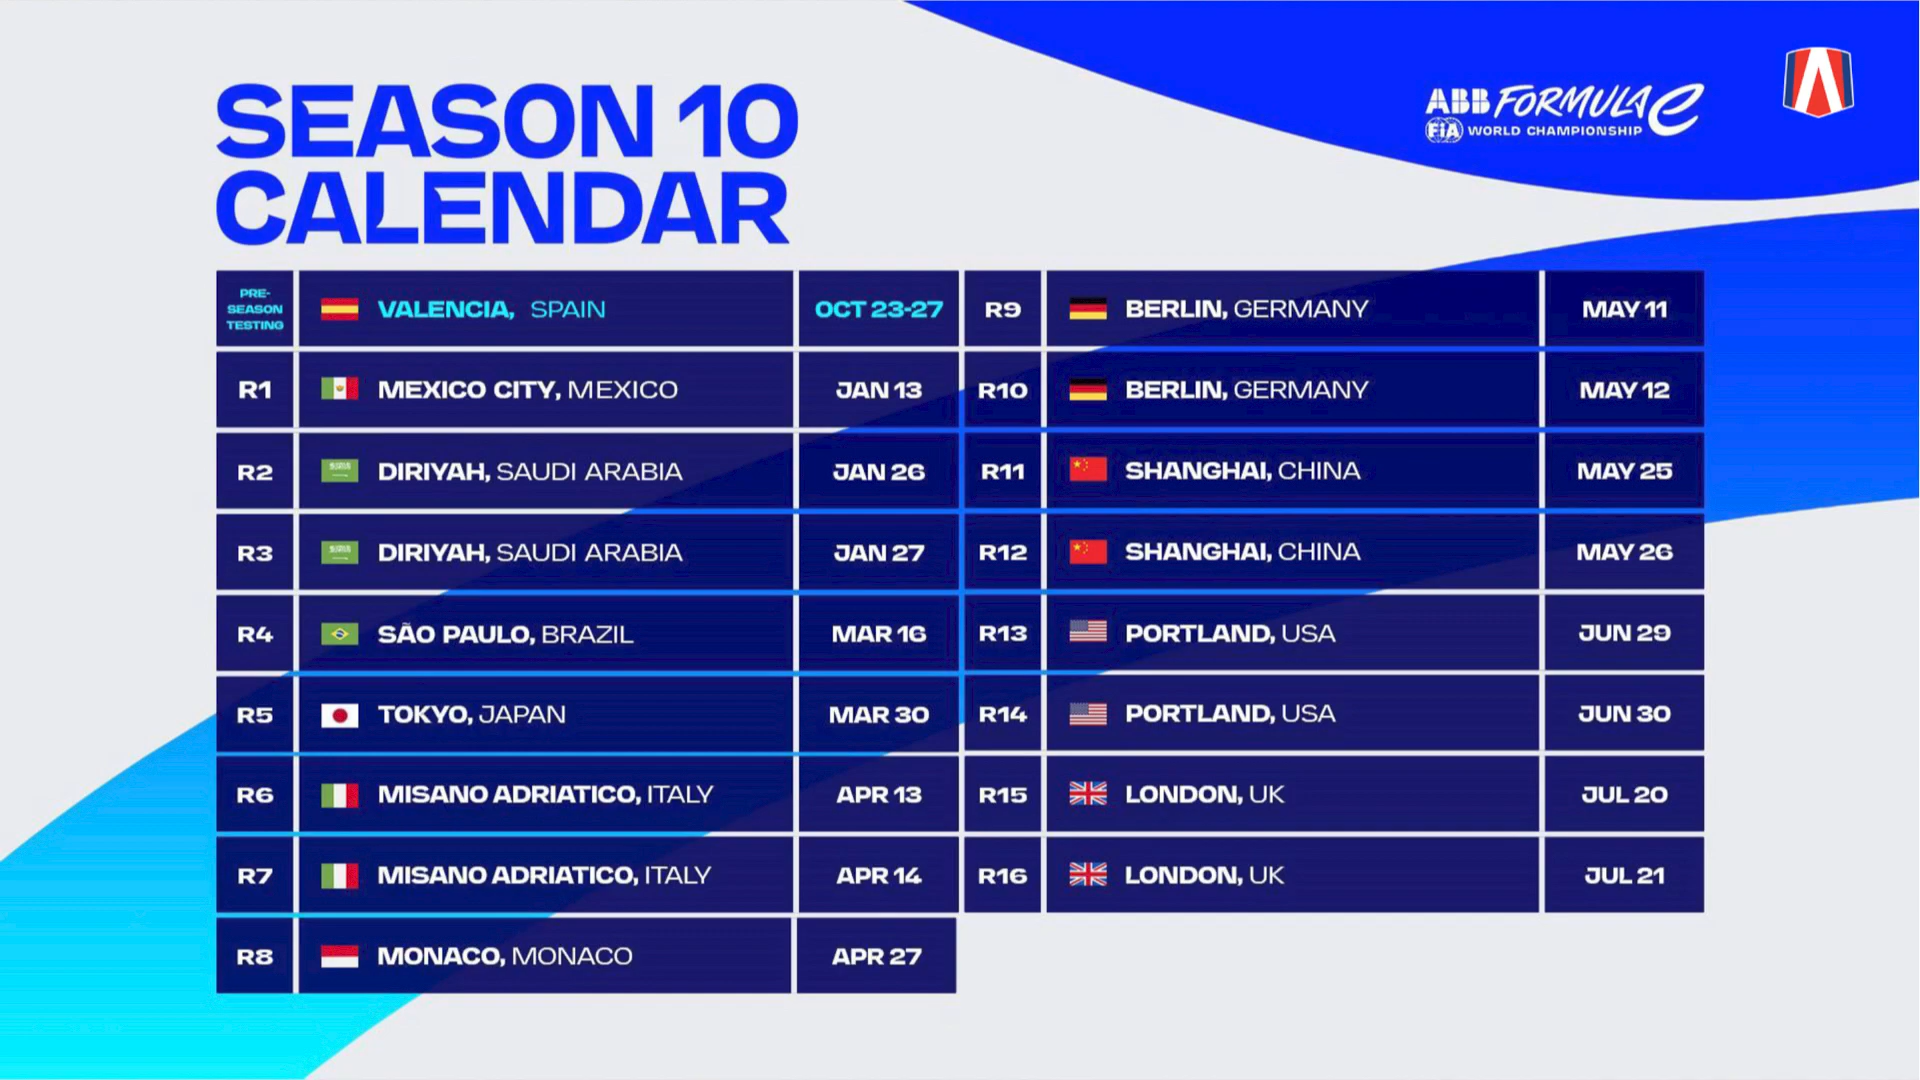 SEASON 10
CALENDAR
ABB FORMULA E
FIA WORLD CHAMPIONSHIP
PRE-
SEASON
TESTING
VALENCIA, SPAIN
OCT 23-27
R1 MEXICO CITY, MEXICO JAN 13
R2 DIRIYAH, SAUDI ARABIA JAN 26
R3 DIRIYAH, SAUDI ARABIA JAN 27
R4 SÃO PAULO, BRAZIL MAR 16
R5 TOKYO, JAPAN MAR 30
R6 MISANO ADRIATICO, ITALY APR 13
R7 MISANO ADRIATICO, ITALY APR 14
R8 MONACO, MONACO APR 27
R9 BERLIN, GERMANY MAY 11
R10 BERLIN, GERMANY MAY 12
R11 SHANGHAI, CHINA MAY 25
R12 SHANGHAI, CHINA MAY 26
R13 PORTLAND, USA JUN 29
R14 PORTLAND, USA JUN 30
R15 LONDON, UK JUL 20
R16 LONDON, UK JUL 21